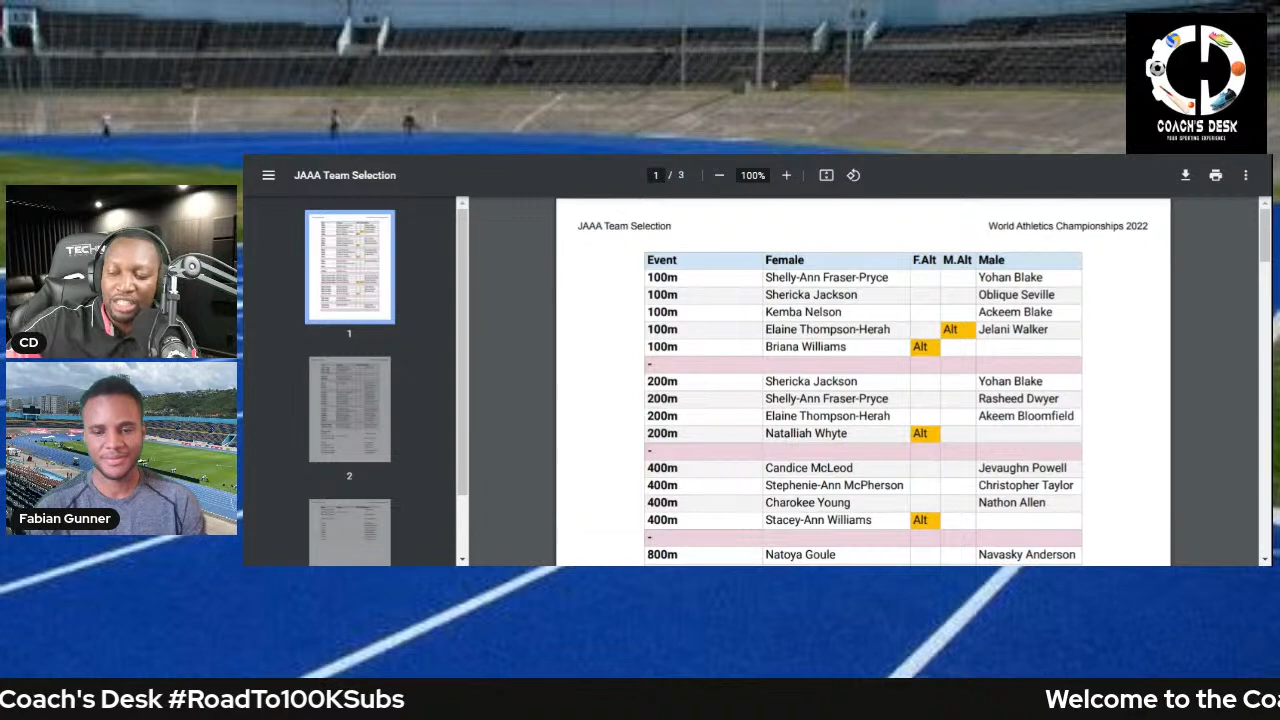 COACH'S DESK
YOUR SPORTING EXPERIENCE
JAAA Team Selection
1 / 3
100%
CD
Fabian Gunner
1
2
JAAA Team Selection World Athletics Championships 2022
Event Female F.Alt M.Alt Male
100m Shelly-Ann Fraser-Pryce Yohan Blake
100m Shericka Jackson Oblique Seville
100m Kemba Nelson Ackeem Blake
100m Elaine Thompson-Herah Alt Jelani Walker
100m Briana Williams Alt
-
200m Shericka Jackson Yohan Blake
200m Shelly-Ann Fraser-Pryce Rasheed Dwyer
200m Elaine Thompson-Herah Akeem Bloomfield
200m Natalliah Whyte Alt
-
400m Candice McLeod Jevaughn Powell
400m Stephenie-Ann McPherson Christopher Taylor
400m Charokee Young Nathon Allen
400m Stacey-Ann Williams Alt
-
800m Natoya Goule Navasky Anderson
Coach's Desk #RoadTo100KSubs Welcome to the Coa